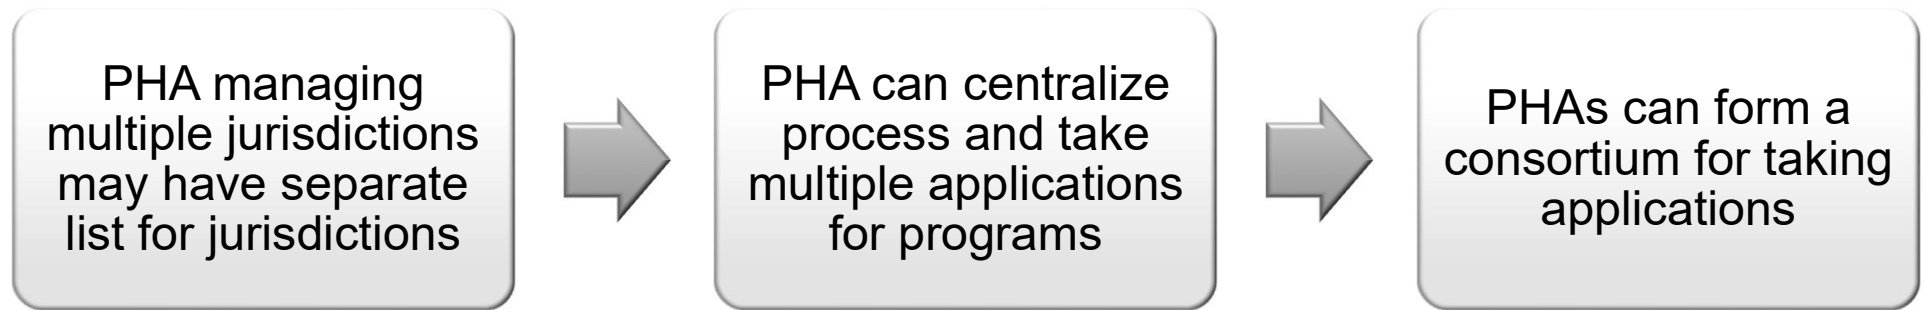 PHA managing
multiple jurisdictions
may have separate
list for jurisdictions
PHA can centralize
process and take
multiple applications
for programs
PHAs can form a
consortium for taking
applications